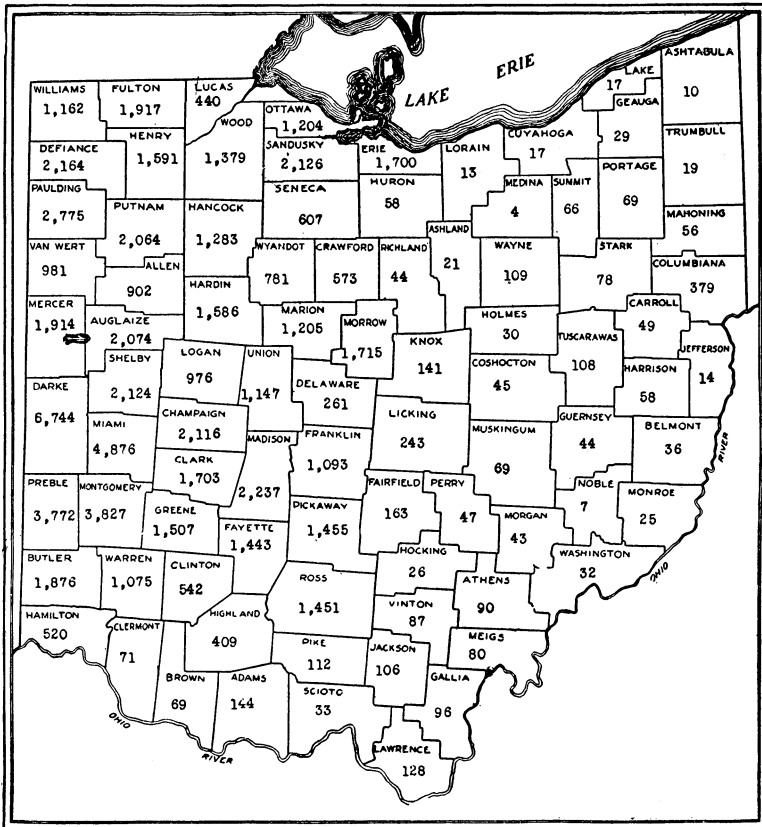 LAKE ERIE
ASHTABULA
10
LAKE
17
GEAUGA
29
WILLIAMS
1,162
FULTON
1,917
LUCAS
440
WOOD
1,379
OTTAWA
1,204
SANDUSKY
2,126
ERIE
1,700
LORAIN
13
CUYAHOGA
17
TRUMBULL
19
HENRY
1,591
DEFIANCE
2,164
PAULDING
2,775
PUTNAM
2,064
HANCOCK
1,283
SENECA
607
HURON
58
MEDINA
4
SUMMIT
66
PORTAGE
69
MAHONING
56
VAN WERT
981
ALLEN
902
WYANDOT
781
CRAWFORD
573
RICHLAND
44
ASHLAND
21
WAYNE
109
STARK
78
COLUMBIANA
379
MERCER
1,914
AUGLAIZE
2,074
HARDIN
1,586
MARION
1,205
MORROW
1,715
KNOX
141
HOLMES
30
TUSCARAWAS
108
CARROLL
49
JEFFERSON
14
SHELBY
2,124
LOGAN
976
UNION
1,147
DELAWARE
261
COSHOCTON
45
HARRISON
58
DARKE
6,744
MIAMI
4,876
CHAMPAIGN
2,116
CLARK
1,703
MADISON
2,237
FRANKLIN
1,093
LICKING
243
MUSKINGUM
69
GUERNSEY
44
BELMONT
36
PREBLE
3,772
MONTGOMERY
3,827
GREENE
1,507
FAYETTE
1,443
PICKAWAY
1,455
FAIRFIELD
163
PERRY
47
MORGAN
43
NOBLE
7
MONROE
25
BUTLER
1,876
WARREN
1,075
CLINTON
542
ROSS
1,451
HOCKING
26
ATHENS
90
WASHINGTON
32
OHIO RIVER
HAMILTON
520
CLERMONT
71
HIGHLAND
409
PIKE
112
VINTON
87
JACKSON
106
MEIGS
80
BROWN
69
ADAMS
144
SCIOTO
33
GALLIA
96
LAWRENCE
128
OHIO RIVER